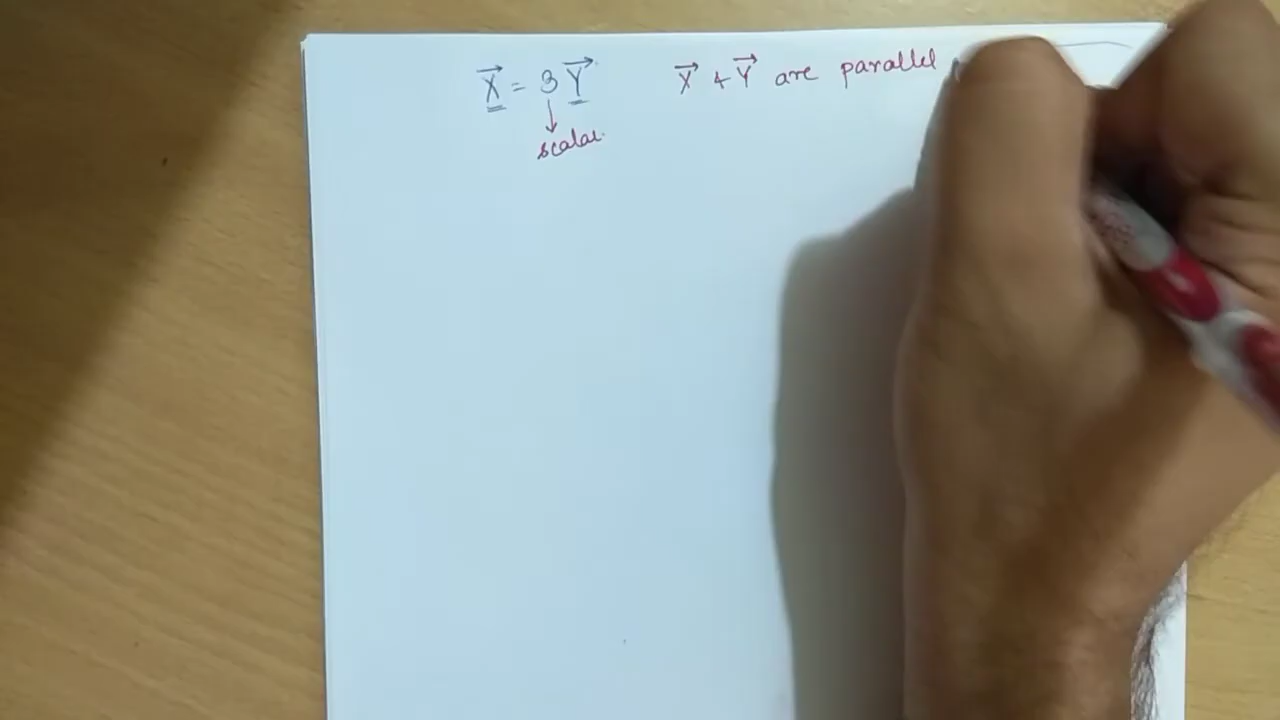 X⃗ = 3 Y⃗ X⃗ & Y⃗ are parallel
↓
scalar